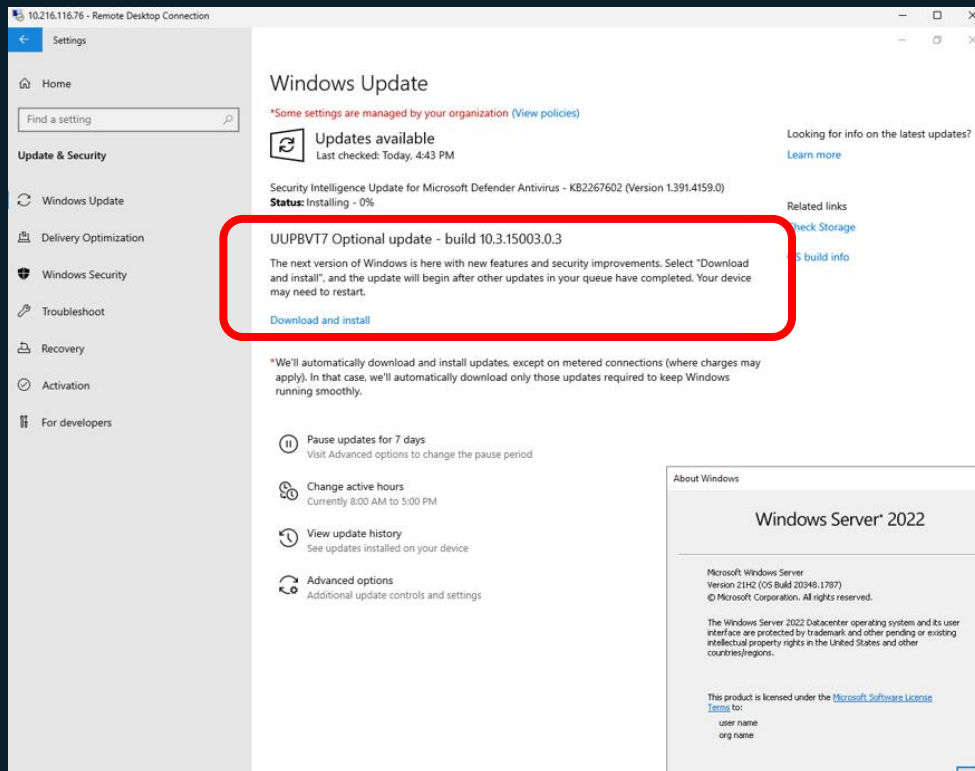 10.216.116.76 - Remote Desktop Connection
Settings
Home
Find a setting
Update & Security
Windows Update
Delivery Optimization
Windows Security
Troubleshoot
Recovery
Activation
For developers
Windows Update
*Some settings are managed by your organization (View policies)
Updates available
Last checked: Today, 4:43 PM
Security Intelligence Update for Microsoft Defender Antivirus - KB2267602 (Version 1.391.4159.0)
Status: Installing - 0%
UUPBVT7 Optional update - build 10.3.15003.0.3
The next version of Windows is here with new features and security improvements. Select "Download
and install", and the update will begin after other updates in your queue have completed. Your device
may need to restart.
Download and install
*We'll automatically download and install updates, except on metered connections (where charges may
apply). In that case, we'll automatically download only those updates required to keep Windows
running smoothly.
Pause updates for 7 days
Visit Advanced options to change the pause period
Change active hours
Currently 8:00 AM to 5:00 PM
View update history
See updates installed on your device
Advanced options
Additional update controls and settings
Looking for info on the latest updates?
Learn more
Related links
Check Storage
OS build info
About Windows
Windows Server 2022
Microsoft Windows Server
Version 21H2 (OS Build 20348.1787)
© Microsoft Corporation. All rights reserved.
The Windows Server 2022 Datacenter operating system and its user
interface are protected by trademark and other pending or existing
intellectual property rights in the United States and other
countries/regions.
This product is licensed under the Microsoft Software License
Terms to:
user name
org name